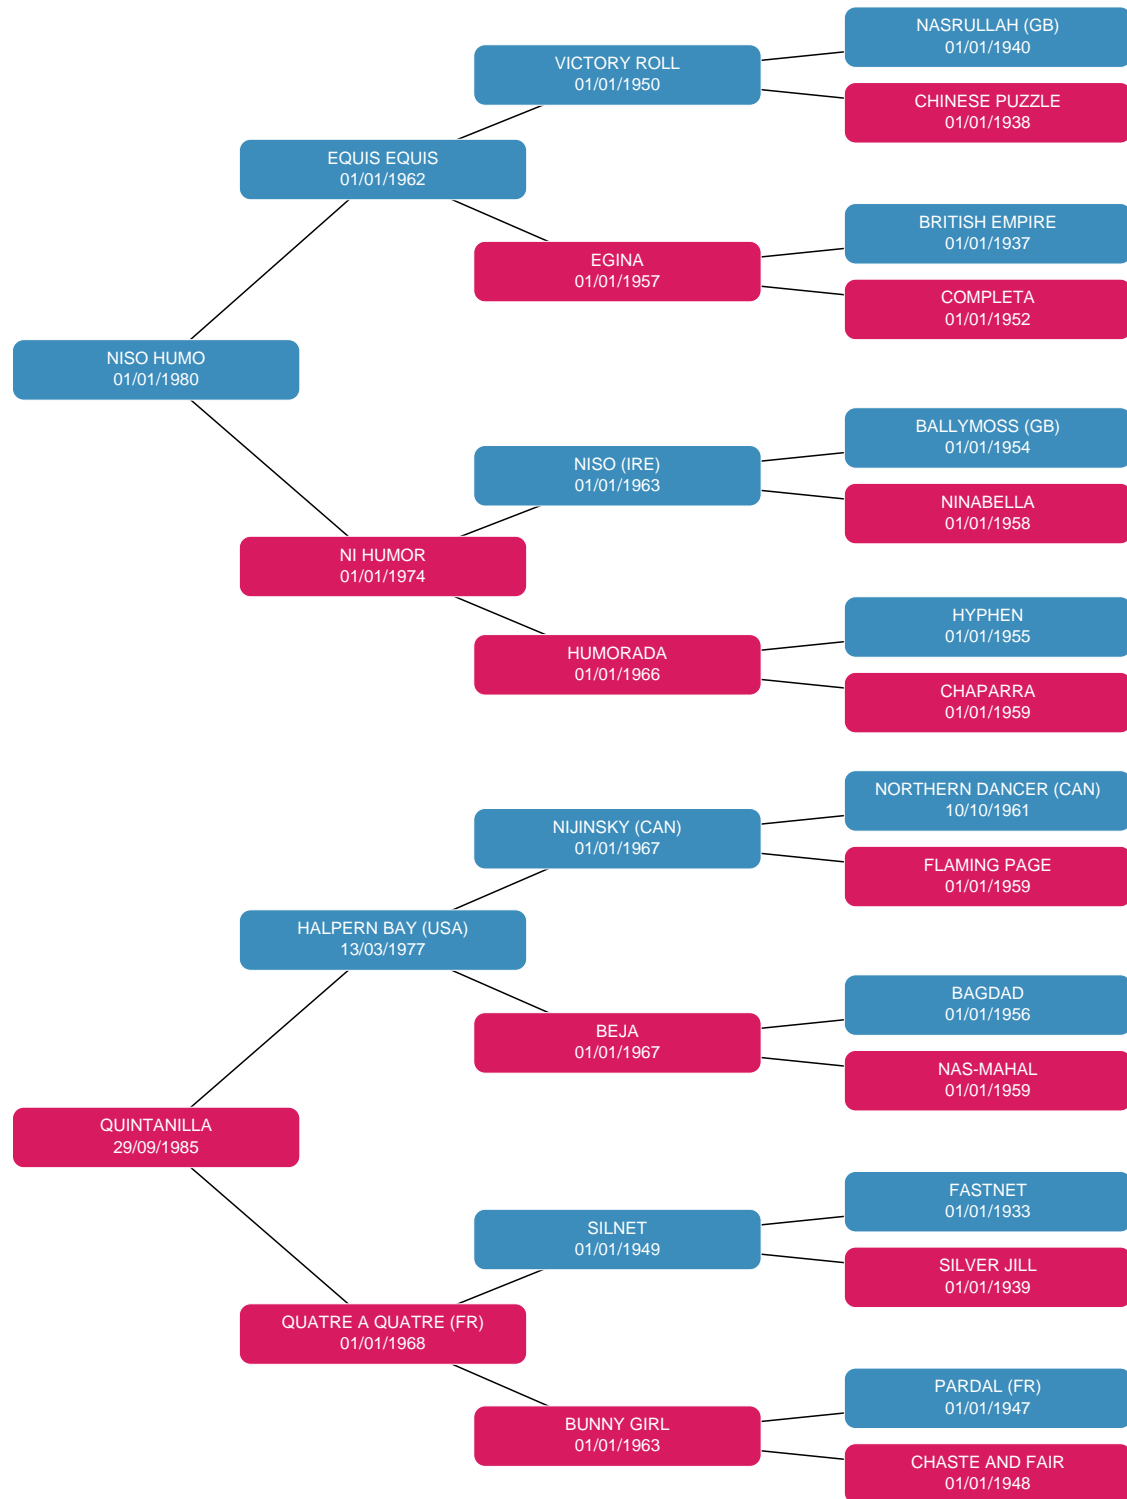 NASRULLAH (GB)
01/01/1940
VICTORY ROLL
01/01/1950
CHINESE PUZZLE
01/01/1938
EQUIS EQUIS
01/01/1962
BRITISH EMPIRE
01/01/1937
EGINA
01/01/1957
COMPLETA
01/01/1952
NISO HUMO
01/01/1980
BALLYMOSS (GB)
01/01/1954
NISO (IRE)
01/01/1963
NINABELLA
01/01/1958
NI HUMOR
01/01/1974
HYPHEN
01/01/1955
HUMORADA
01/01/1966
CHAPARRA
01/01/1959
NORTHERN DANCER (CAN)
10/10/1961
NIJINSKY (CAN)
01/01/1967
FLAMING PAGE
01/01/1959
HALPERN BAY (USA)
13/03/1977
BAGDAD
01/01/1956
BEJA
01/01/1967
NAS-MAHAL
01/01/1959
QUINTANILLA
29/09/1985
FASTNET
01/01/1933
SILNET
01/01/1949
SILVER JILL
01/01/1939
QUATRE A QUATRE (FR)
01/01/1968
PARDAL (FR)
01/01/1947
BUNNY GIRL
01/01/1963
CHASTE AND FAIR
01/01/1948